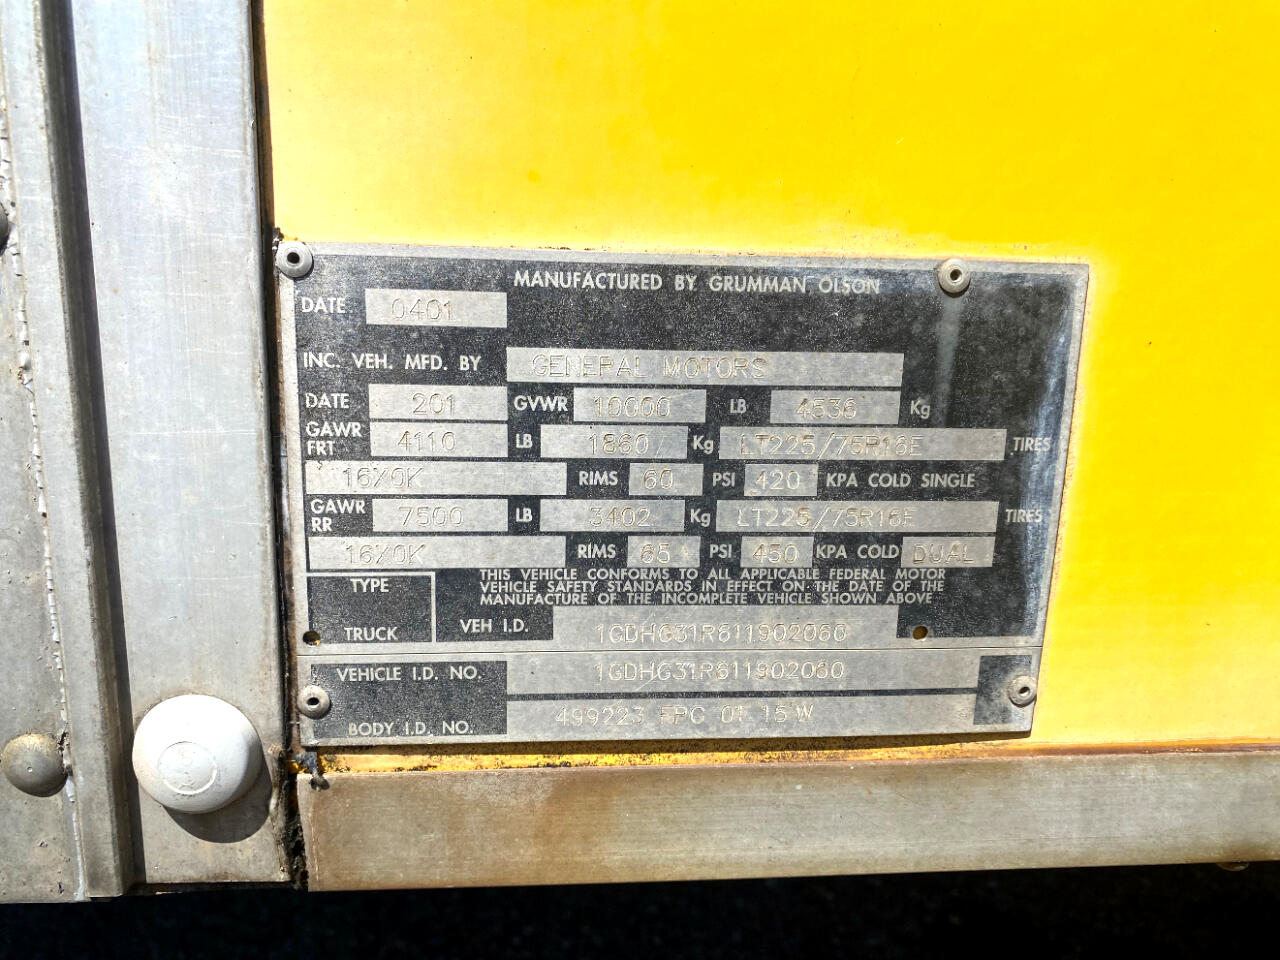 MANUFACTURED BY GRUMMAN OLSON
DATE 0401
INC. VEH. MFD. BY GENERAL MOTORS
DATE 201 GVWR 10000 LB 4536 Kg
GAWR FRT 4110 LB 1860 Kg LT225/75R16E TIRES
16X0K RIMS 60 PSI 420 KPA COLD SINGLE
GAWR RR 7500 LB 3402 Kg LT225/75R16E TIRES
16X0K RIMS 65 PSI 450 KPA COLD DUAL
THIS VEHICLE CONFORMS TO ALL APPLICABLE FEDERAL MOTOR
VEHICLE SAFETY STANDARDS IN EFFECT ON THE DATE OF THE
MANUFACTURE OF THE INCOMPLETE VEHICLE SHOWN ABOVE
TYPE
TRUCK
VEH I.D. 1GDHG31R611902060
VEHICLE I.D. NO. 1GDHG31R611902060
BODY I.D. NO. 499223 FPC 01 15'W